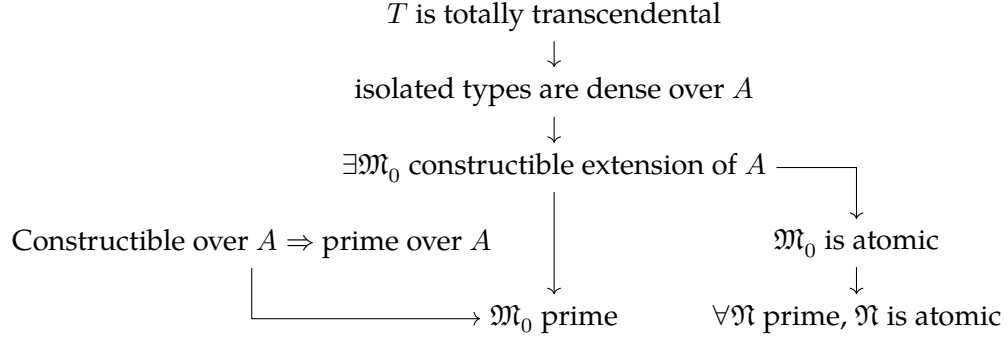 T is totally transcendental
isolated types are dense over A
∃𝔐₀ constructible extension of A
Constructible over A ⇒ prime over A
𝔐₀ is atomic
𝔐₀ prime
∀𝔑 prime, 𝔑 is atomic